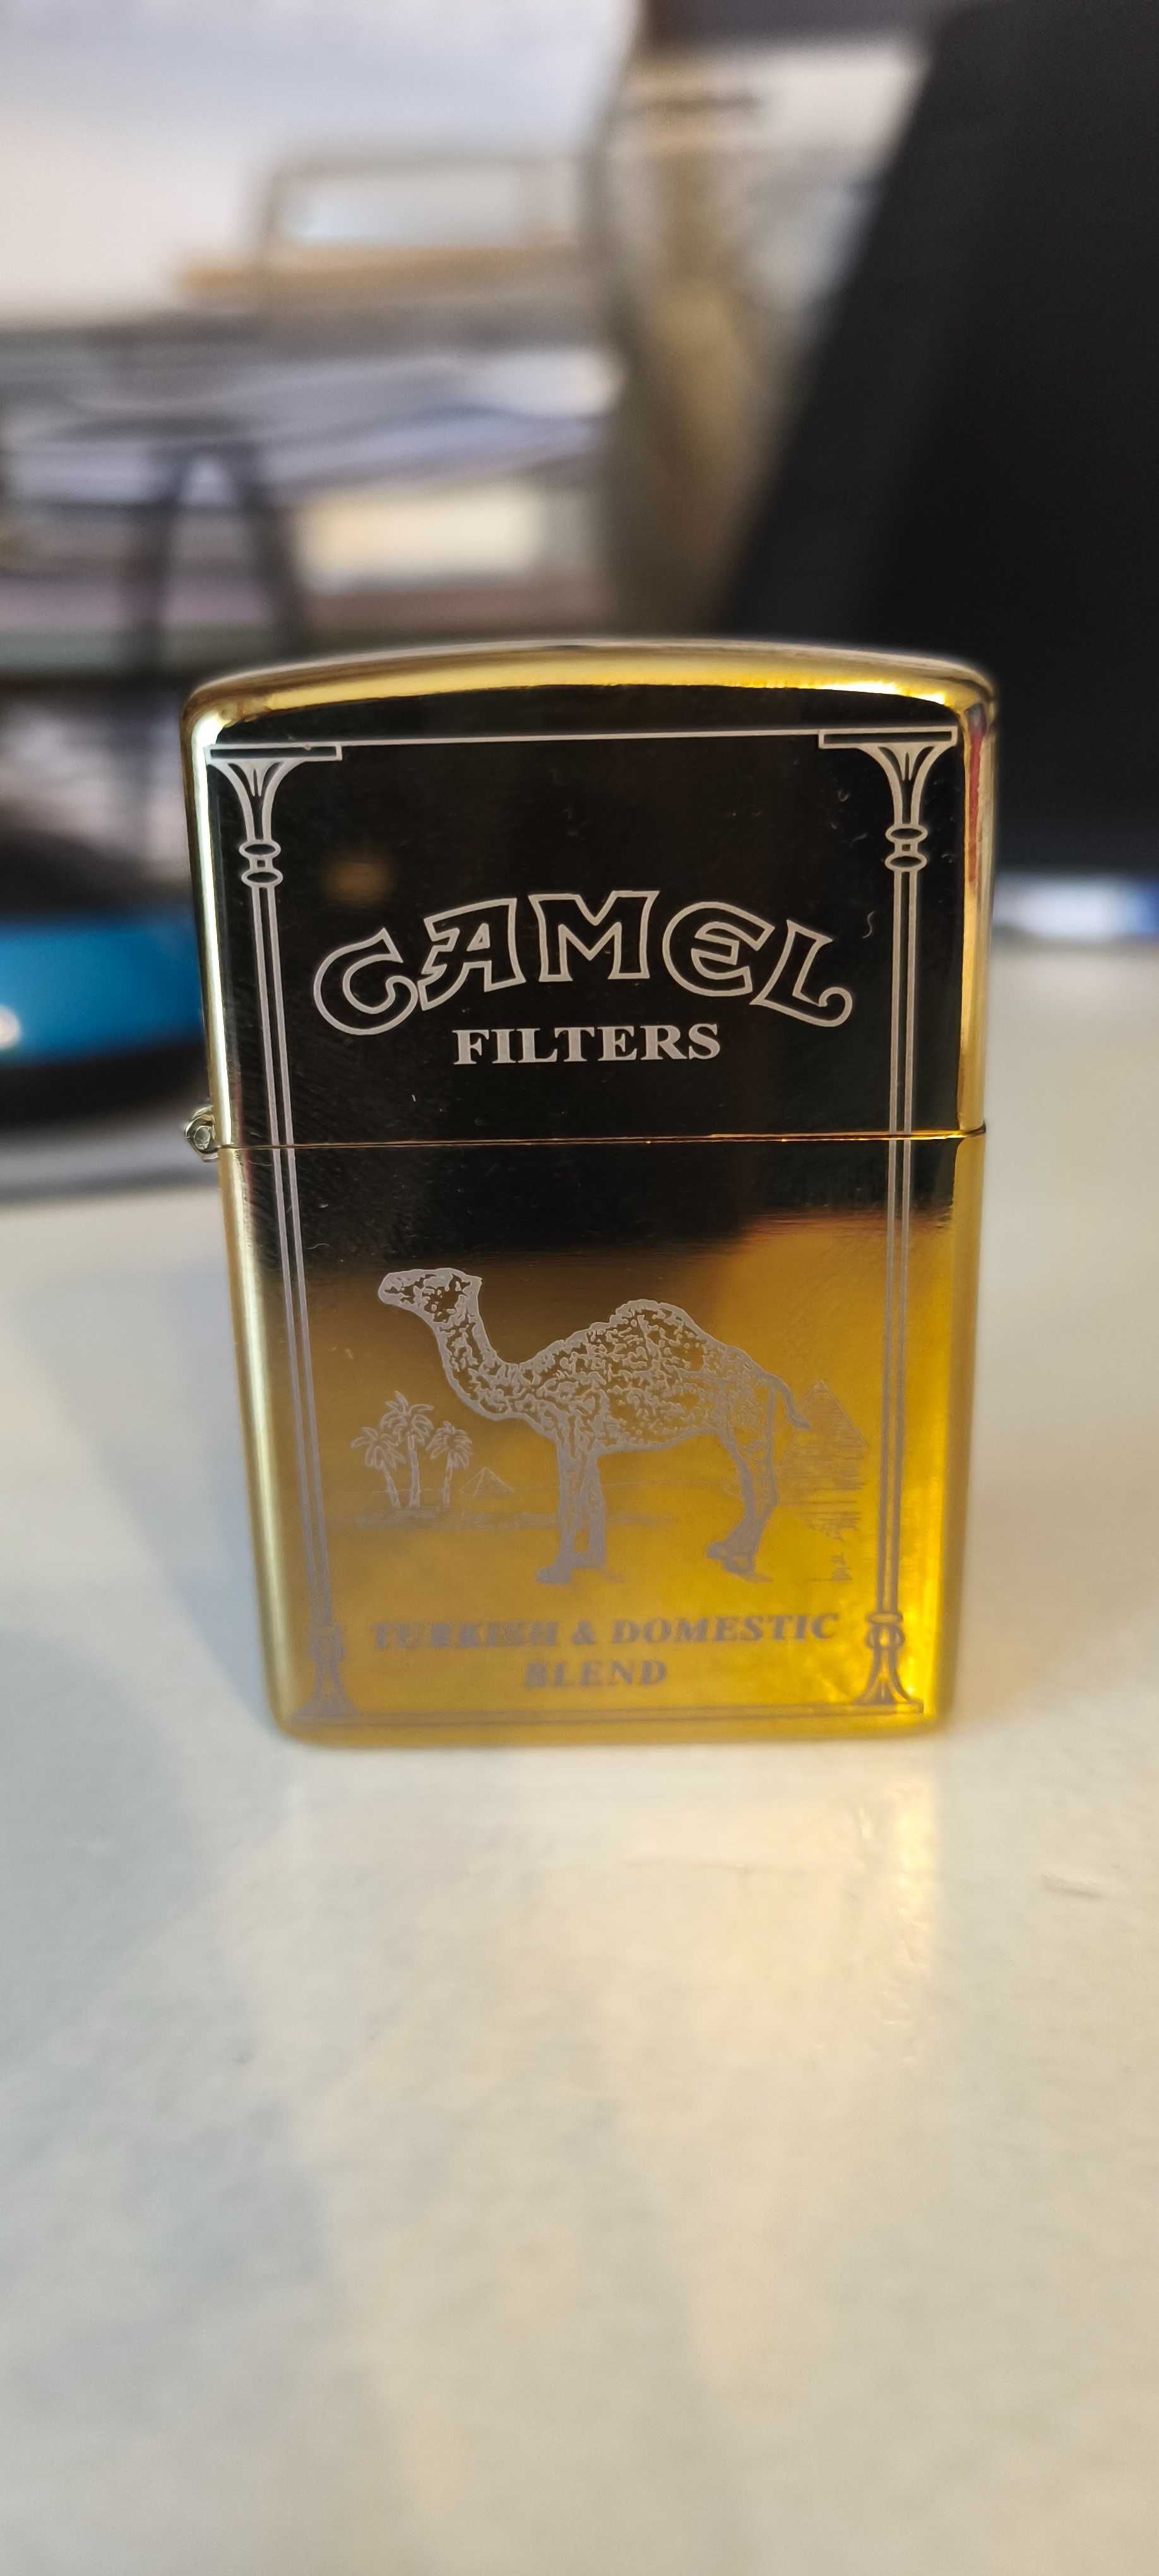 CAMEL
FILTERS
TURKISH & DOMESTIC
BLEND